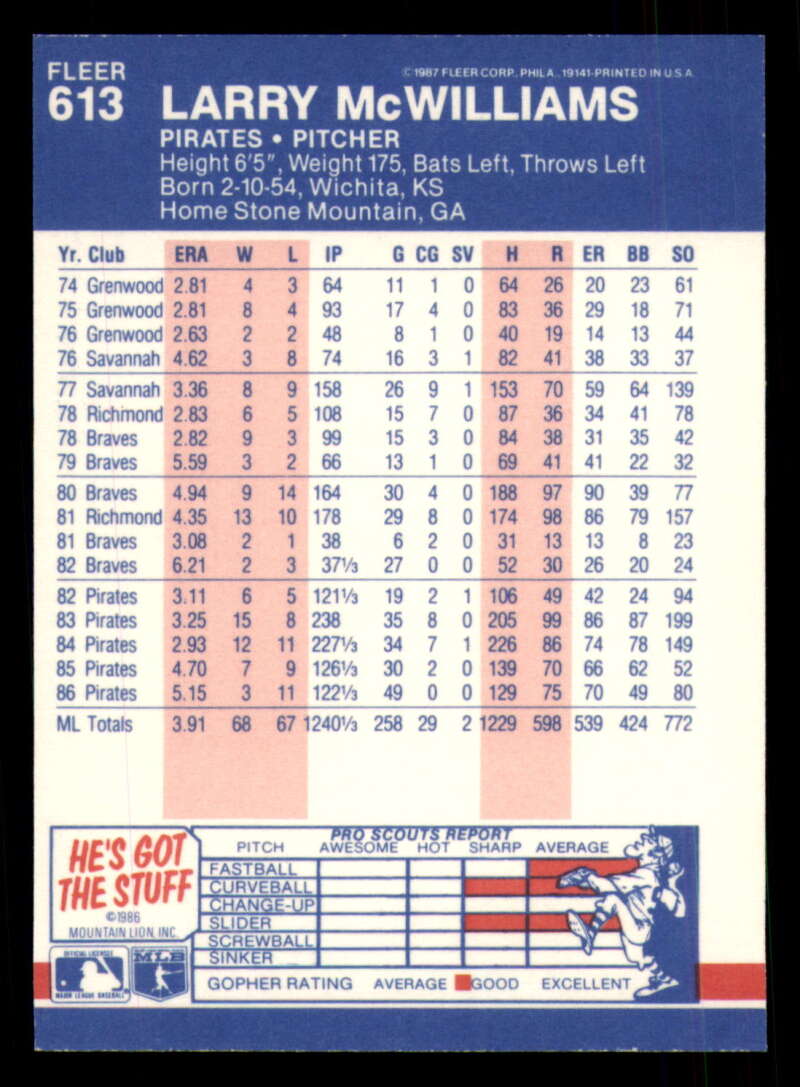 FLEER
©1987 FLEER CORP. PHILA., 19141-PRINTED IN U.S.A.
613 LARRY McWILLIAMS
PIRATES • PITCHER
Height 6'5", Weight 175, Bats Left, Throws Left
Born 2-10-54, Wichita, KS
Home Stone Mountain, GA
Yr. Club ERA W L IP G CG SV H R ER BB SO
74 Grenwood 2.81 4 3 64 11 1 0 64 26 20 23 61
75 Grenwood 2.81 8 4 93 17 4 0 83 36 29 18 71
76 Grenwood 2.63 2 2 48 8 1 0 40 19 14 13 44
76 Savannah 4.62 3 8 74 16 3 1 82 41 38 33 37
77 Savannah 3.36 8 9 158 26 9 1 153 70 59 64 139
78 Richmond 2.83 6 5 108 15 7 0 87 36 34 41 78
78 Braves 2.82 9 3 99 15 3 0 84 38 31 35 42
79 Braves 5.59 3 2 66 13 1 0 69 41 41 22 32
80 Braves 4.94 9 14 164 30 4 0 188 97 90 39 77
81 Richmond 4.35 13 10 178 29 8 0 174 98 86 79 157
81 Braves 3.08 2 1 38 6 2 0 31 13 13 8 23
82 Braves 6.21 2 3 37⅓ 27 0 0 52 30 26 20 24
82 Pirates 3.11 6 5 121⅓ 19 2 1 106 49 42 24 94
83 Pirates 3.25 15 8 238 35 8 0 205 99 86 87 199
84 Pirates 2.93 12 11 227⅓ 34 7 1 226 86 74 78 149
85 Pirates 4.70 7 9 126⅓ 30 2 0 139 70 66 62 52
86 Pirates 5.15 3 11 122⅓ 49 0 0 129 75 70 49 80
ML Totals 3.91 68 67 1240⅓ 258 29 2 1229 598 539 424 772
HE'S GOT
THE STUFF
©1986
MOUNTAIN LION, INC.
OFFICIAL LICENSEE
MAJOR LEAGUE BASEBALL
MLB
PRO SCOUTS REPORT
PITCH AWESOME HOT SHARP AVERAGE
FASTBALL
CURVEBALL
CHANGE-UP
SLIDER
SCREWBALL
SINKER
GOPHER RATING AVERAGE GOOD EXCELLENT